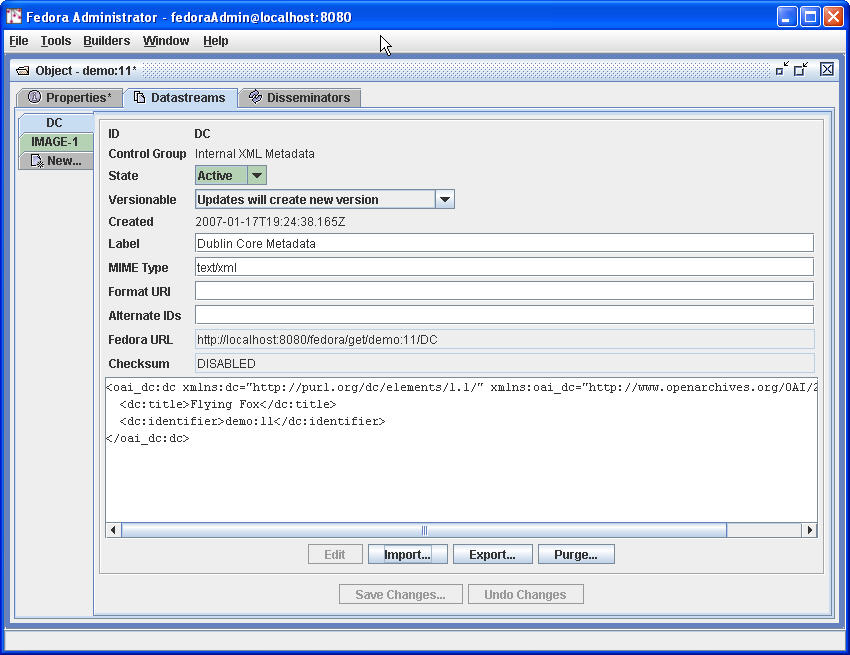 Fedora Administrator - fedoraAdmin@localhost:8080
File Tools Builders Window Help
Object - demo:11*
Properties* Datastreams Disseminators
DC
IMAGE-1
New...
ID DC
Control Group Internal XML Metadata
State Active
Versionable Updates will create new version
Created 2007-01-17T19:24:38.165Z
Label Dublin Core Metadata
MIME Type text/xml
Format URI
Alternate IDs
Fedora URL http://localhost:8080/fedora/get/demo:11/DC
Checksum DISABLED
<oai_dc:dc xmlns:dc="http://purl.org/dc/elements/1.1/" xmlns:oai_dc="http://www.openarchives.org/OAI/2
<dc:title>Flying Fox</dc:title>
<dc:identifier>demo:11</dc:identifier>
</oai_dc:dc>
Edit Import... Export... Purge...
Save Changes... Undo Changes